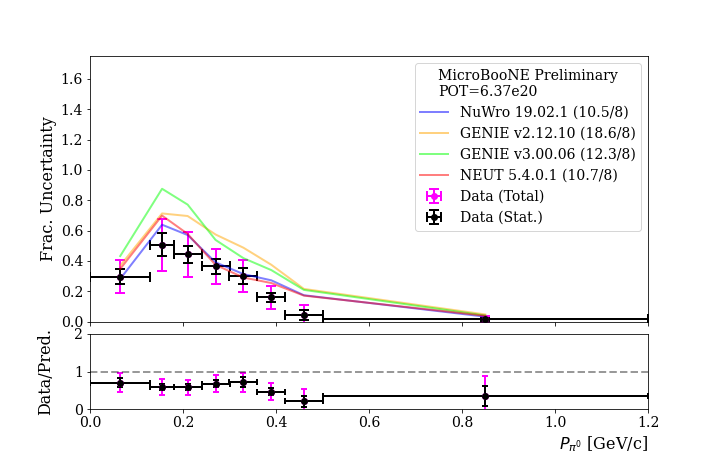 MicroBooNE Preliminary
POT=6.37e20
NuWro 19.02.1 (10.5/8)
GENIE v2.12.10 (18.6/8)
GENIE v3.00.06 (12.3/8)
NEUT 5.4.0.1 (10.7/8)
Data (Total)
Data (Stat.)
Frac. Uncertainty
1.6
1.4
1.2
1.0
0.8
0.6
0.4
0.2
0.0
Data/Pred.
2
1
0
0.0 0.2 0.4 0.6 0.8 1.0 1.2
P_{π^0} [GeV/c]